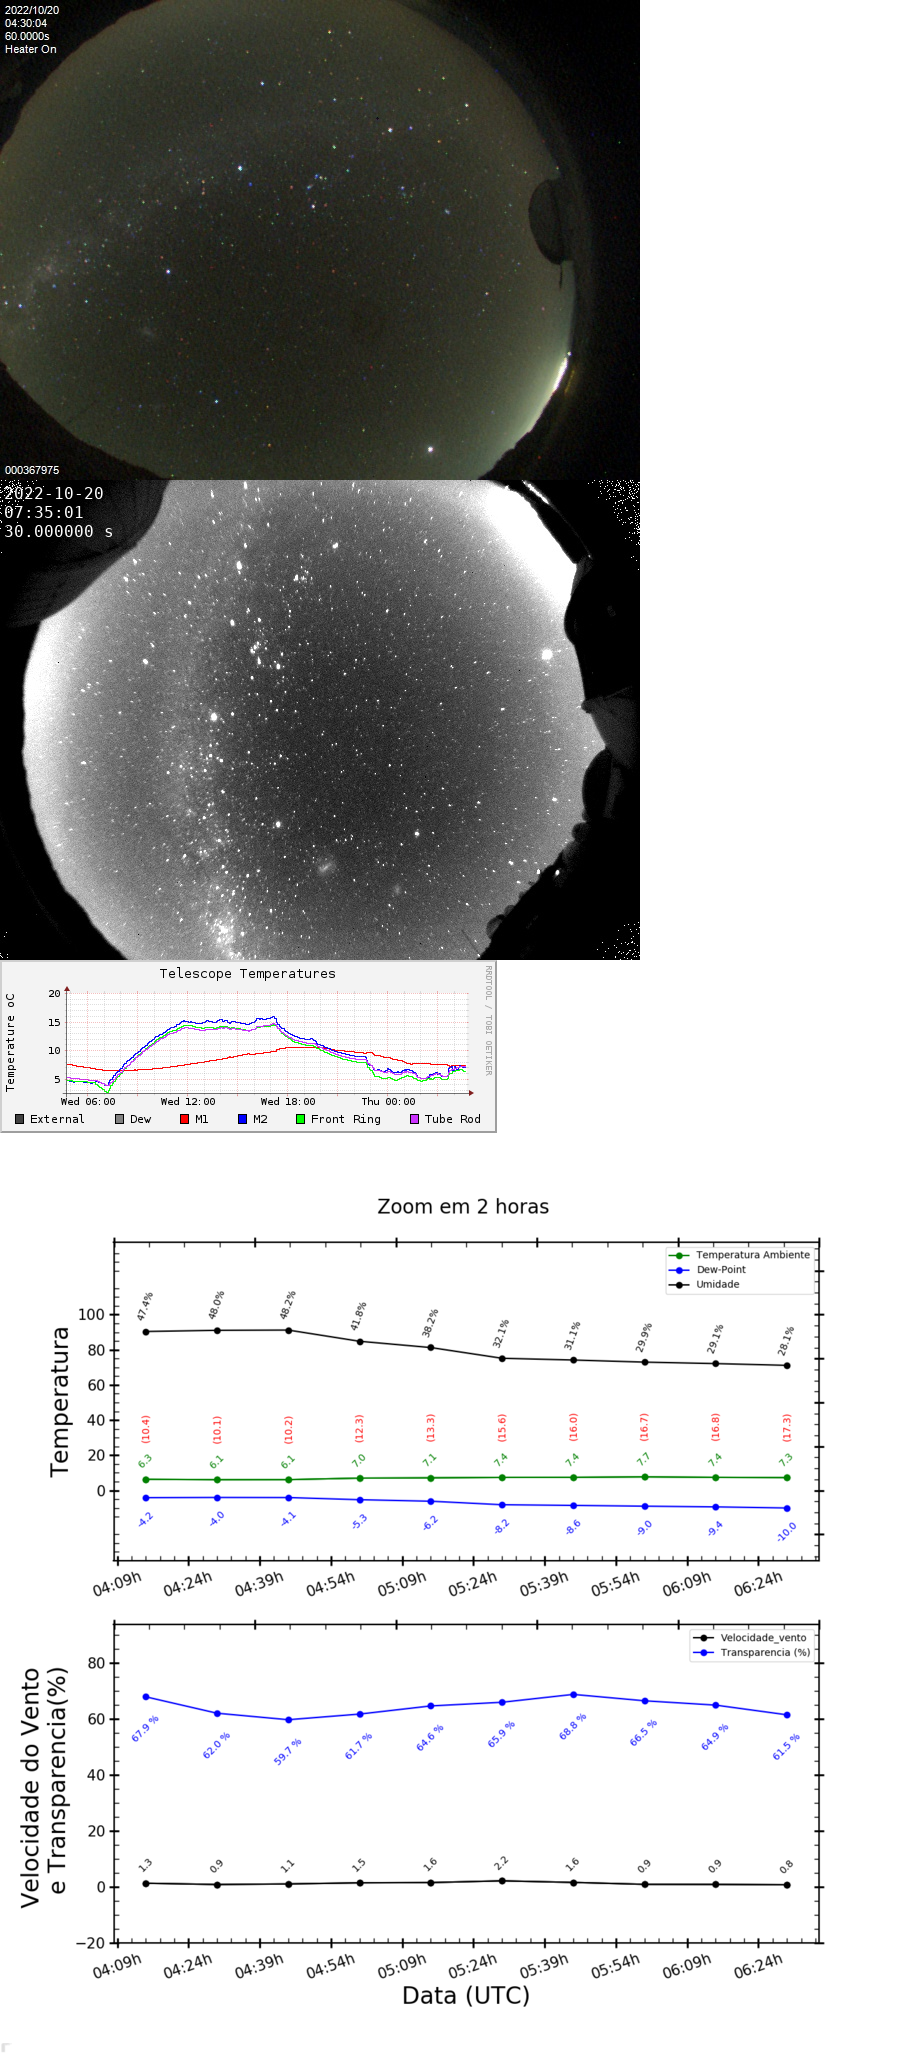 2022/10/20
04:30:04
60.0000s
Heater On
000367975
2022-10-20
07:35:01
30.000000 s
Telescope Temperatures
Temperature oC
20
15
10
5
Wed 06:00 Wed 12:00 Wed 18:00 Thu 00:00
External Dew M1 M2 Front Ring Tube Rod
RRDTOOL / TOBI OETIKER
Zoom em 2 horas
Temperatura Ambiente
Dew-Point
Umidade
Temperatura
100
80
60
40
20
0
47.4% 48.0% 48.2% 41.8% 38.2% 32.1% 31.1% 29.9% 29.1% 28.1%
(10.4) (10.1) (10.2) (12.3) (13.3) (15.6) (16.0) (16.7) (16.8) (17.3)
6.3 6.1 6.1 7.0 7.1 7.4 7.4 7.7 7.4 7.3
-4.2 -4.0 -4.1 -5.3 -6.2 -8.2 -8.6 -9.0 -9.4 -10.0
04:09h 04:24h 04:39h 04:54h 05:09h 05:24h 05:39h 05:54h 06:09h 06:24h
Velocidade_vento
Transparencia (%)
Velocidade do Vento
e Transparencia(%)
80
60
40
20
0
−20
67.9 % 62.0 % 59.7 % 61.7 % 64.6 % 65.9 % 68.8 % 66.5 % 64.9 % 61.5 %
1.3 0.9 1.1 1.5 1.6 2.2 1.6 0.9 0.9 0.8
04:09h 04:24h 04:39h 04:54h 05:09h 05:24h 05:39h 05:54h 06:09h 06:24h
Data (UTC)